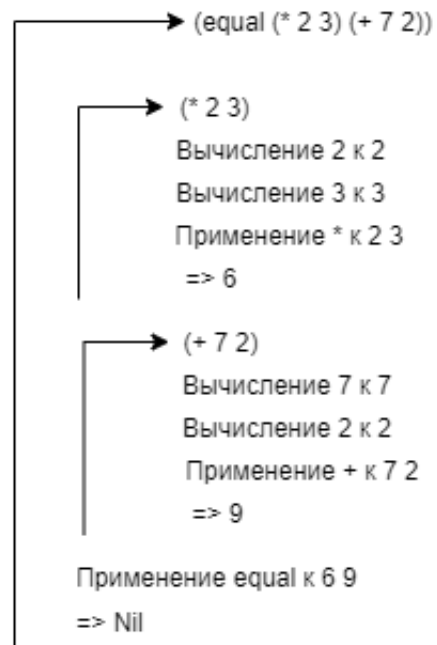 (equal (* 2 3) (+ 7 2))
(* 2 3)
Вычисление 2 к 2
Вычисление 3 к 3
Применение * к 2 3
=> 6
(+ 7 2)
Вычисление 7 к 7
Вычисление 2 к 2
Применение + к 7 2
=> 9
Применение equal к 6 9
=> Nil